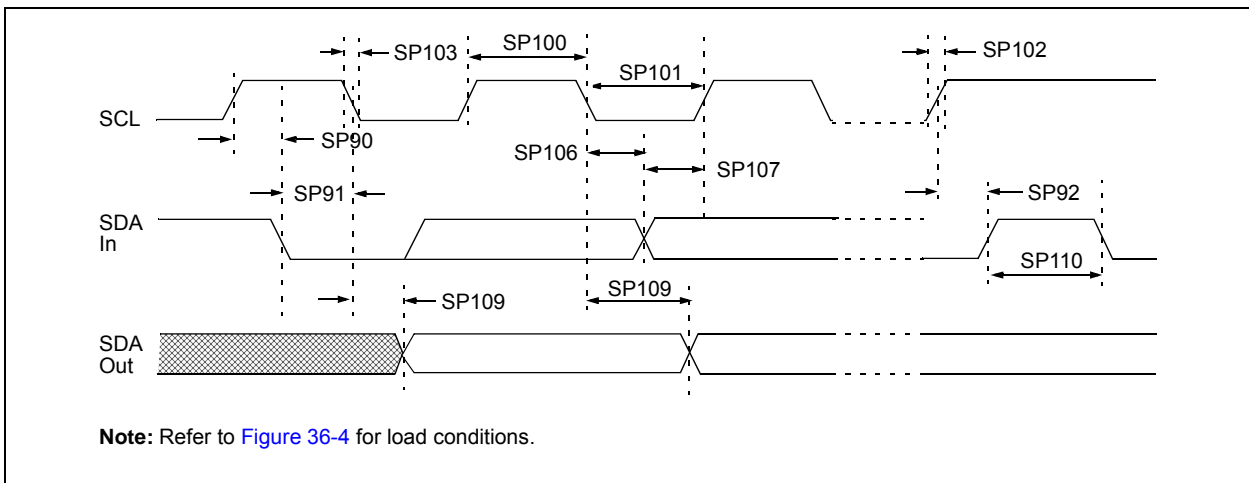 SP103
SP100
SP101
SP102
SCL
SP90
SP106
SP107
SP91
SP92
SDA
In
SP110
SP109
SP109
SDA
Out
Note: Refer to Figure 36-4 for load conditions.